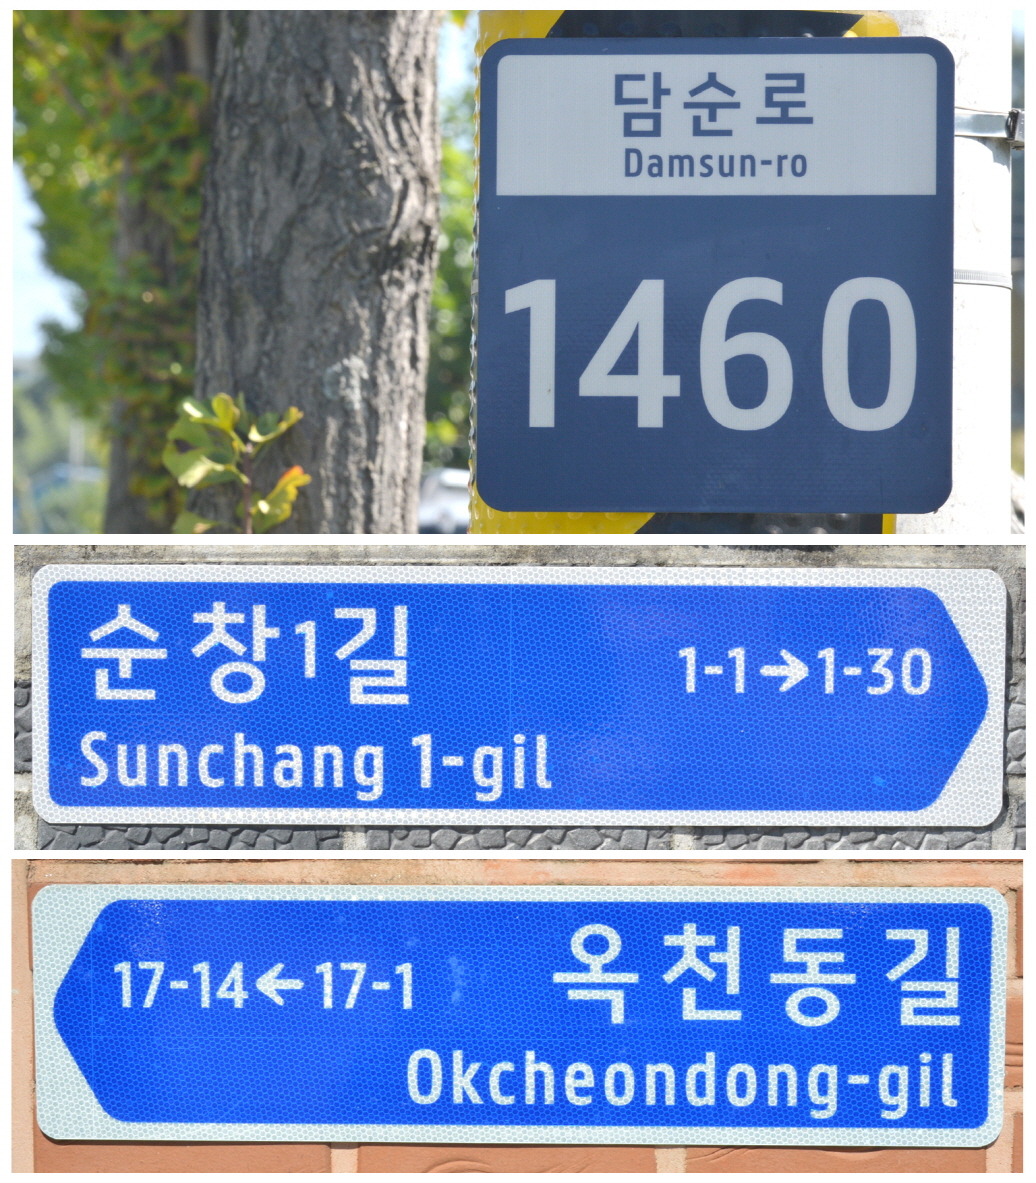 담순로
Damsun-ro
1460
순창1길
1-1→1-30
Sunchang 1-gil
17-14←17-1
옥천동길
Okcheondong-gil